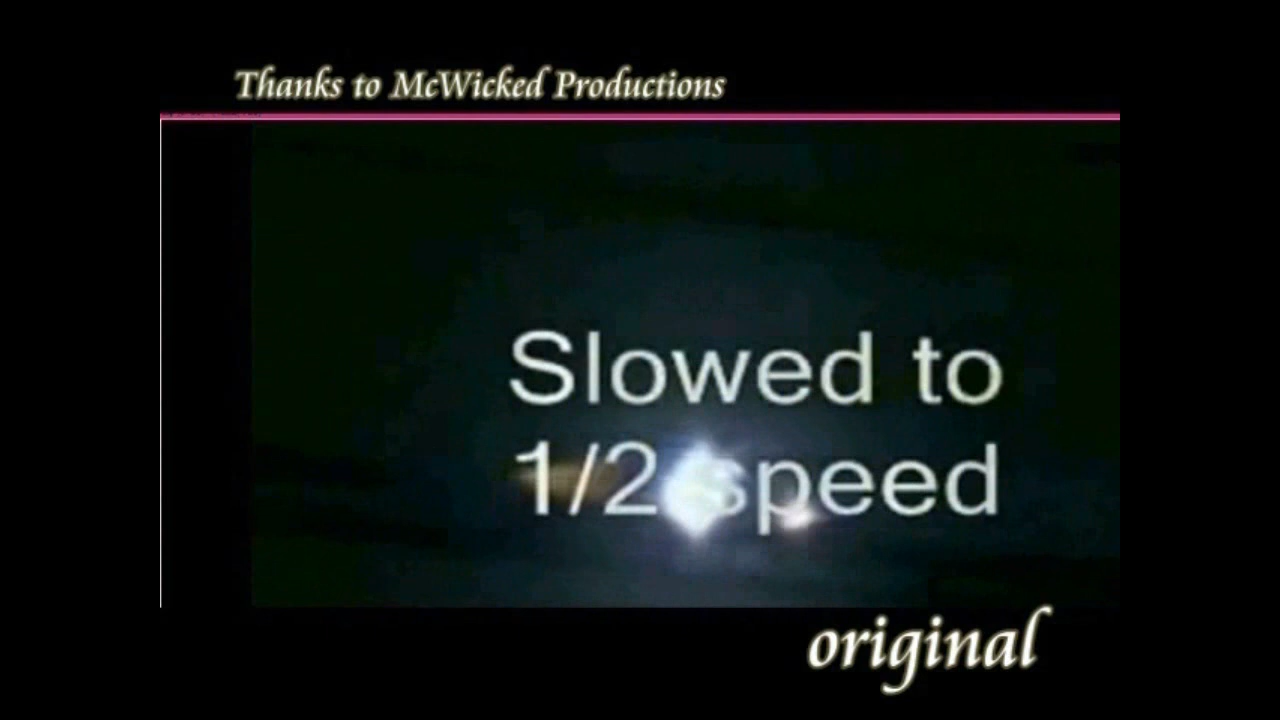 Thanks to McWicked Productions
Slowed to
1/2 speed
original